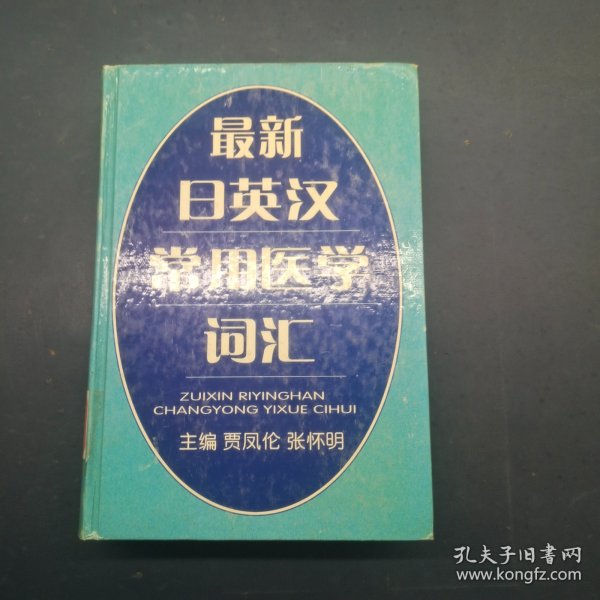 最新
日英汉
常用医学
词汇
ZUIXIN RIYINGHAN
CHANGYONG YIXUE CIHUI
主编 贾凤伦 张怀明
孔夫子旧书网
www.kongfz.com